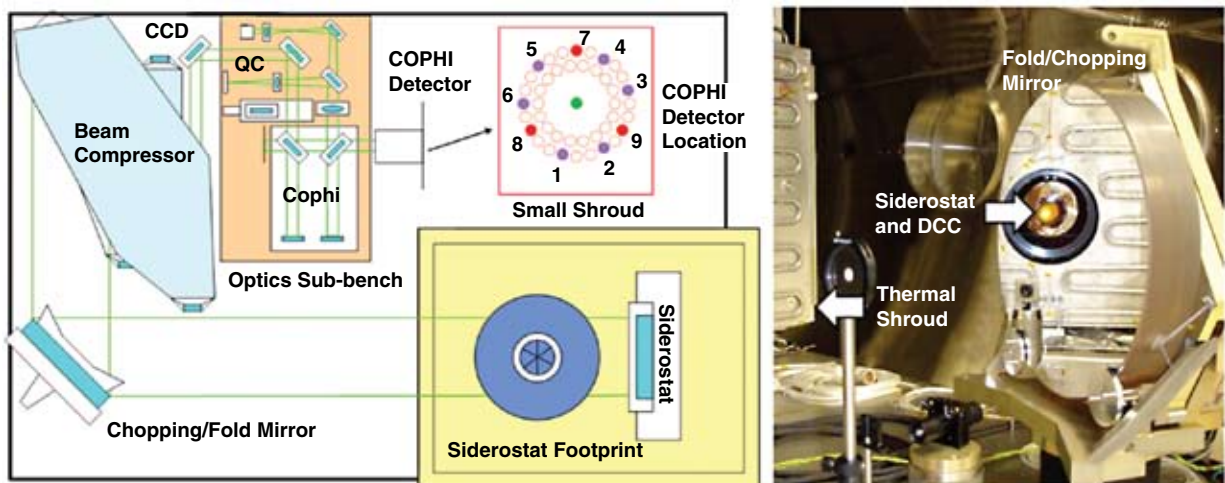 CCD
QC
Beam
Compressor
Cophi
Optics Sub-bench
COPHI
Detector
7
5
4
3
6
8
9
1
2
COPHI
Detector
Location
Small Shroud
Chopping/Fold Mirror
Siderostat
Siderostat Footprint
Fold/Chopping
Mirror
Siderostat
and DCC
Thermal
Shroud